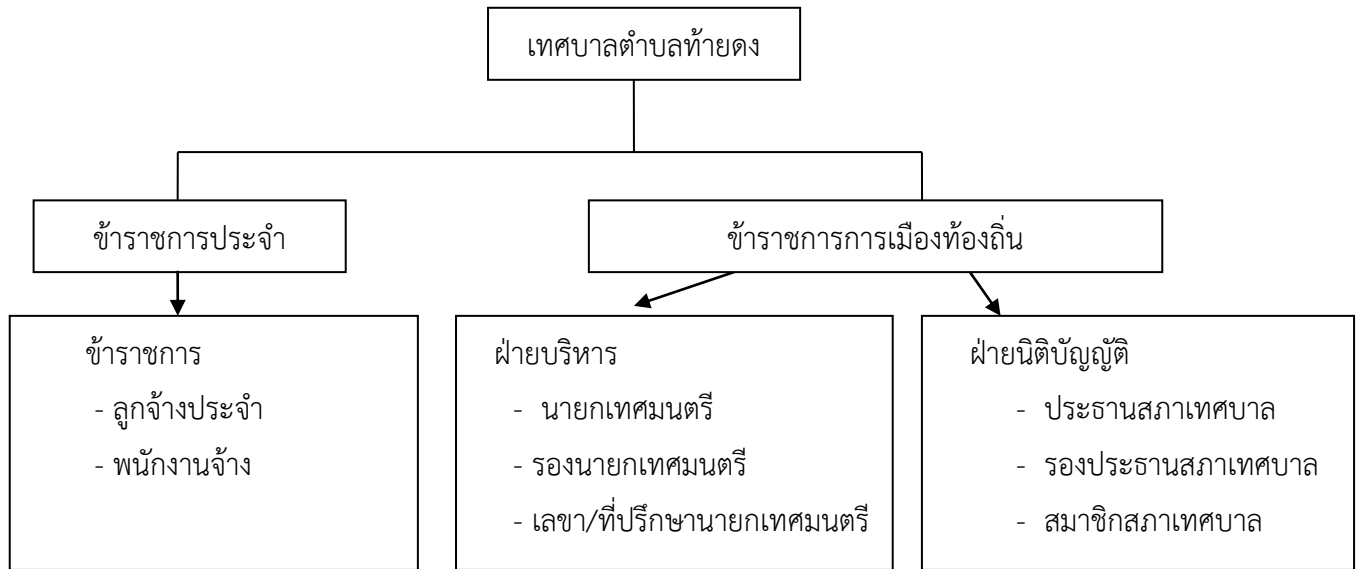 เทศบาลตำบลท้ายดง
ข้าราชการประจำ
ข้าราชการการเมืองท้องถิ่น
ข้าราชการ
- ลูกจ้างประจำ
- พนักงานจ้าง
ฝ่ายบริหาร
- นายกเทศมนตรี
- รองนายกเทศมนตรี
- เลขา/ที่ปรึกษานายกเทศมนตรี
ฝ่ายนิติบัญญัติ
- ประธานสภาเทศบาล
- รองประธานสภาเทศบาล
- สมาชิกสภาเทศบาล